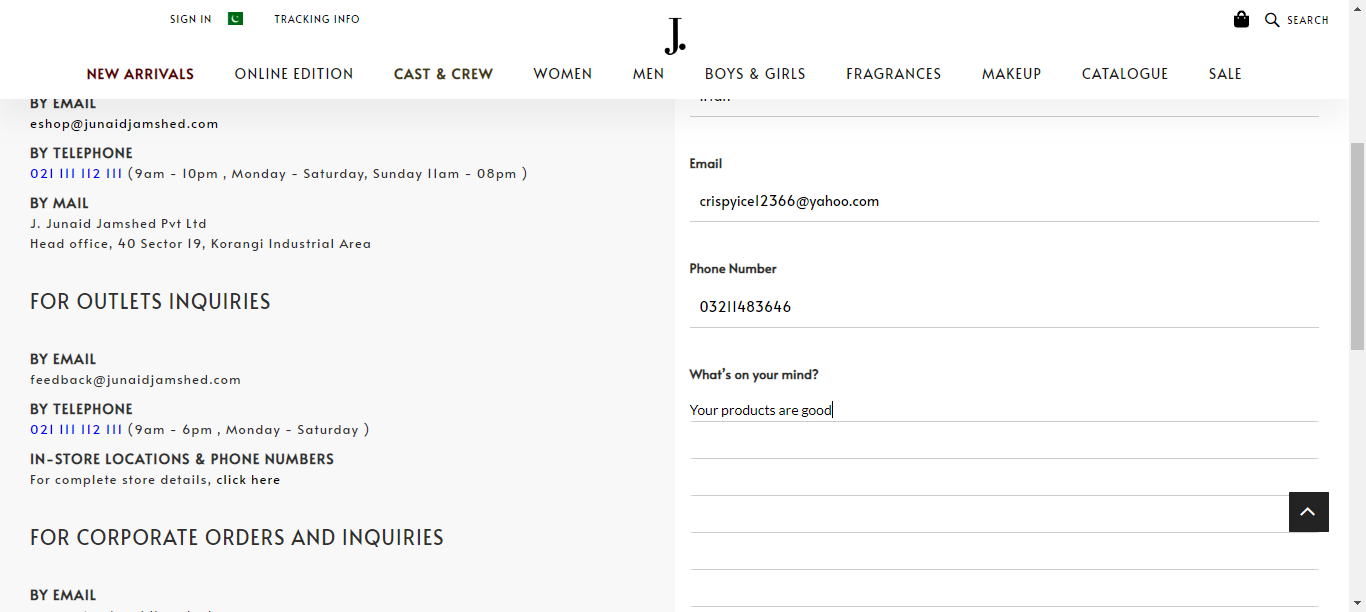 SIGN IN
TRACKING INFO
J.
SEARCH
NEW ARRIVALS
ONLINE EDITION
CAST & CREW
WOMEN
MEN
BOYS & GIRLS
FRAGRANCES
MAKEUP
CATALOGUE
SALE
BY EMAIL
eshop@junaidjamshed.com
BY TELEPHONE
021 111 112 111 (9am - 10pm , Monday - Saturday, Sunday 11am - 08pm )
BY MAIL
J. Junaid Jamshed Pvt Ltd
Head office, 40 Sector 19, Korangi Industrial Area
FOR OUTLETS INQUIRIES
BY EMAIL
feedback@junaidjamshed.com
BY TELEPHONE
021 111 112 111 (9am - 6pm , Monday - Saturday )
IN-STORE LOCATIONS & PHONE NUMBERS
For complete store details, click here
FOR CORPORATE ORDERS AND INQUIRIES
BY EMAIL
Email
crispyice12366@yahoo.com
Phone Number
03211483646
What's on your mind?
Your products are good